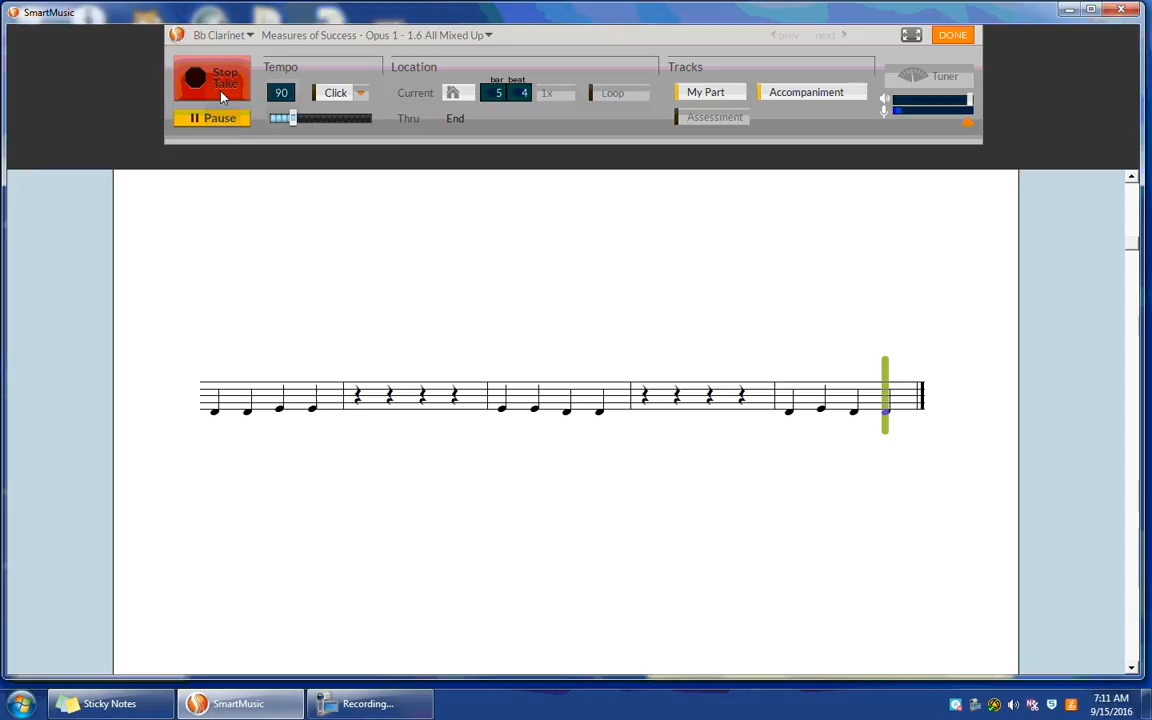 SmartMusic
Bb Clarinet Measures of Success - Opus 1 - 1.6 All Mixed Up prev next DONE
Stop Take
Tempo
Location
Tracks
bar beat
90 Click Current 5 4 1x Loop My Part Accompaniment Tuner
Pause Thru End Assessment
Sticky Notes SmartMusic Recording... 7:11 AM
9/15/2016